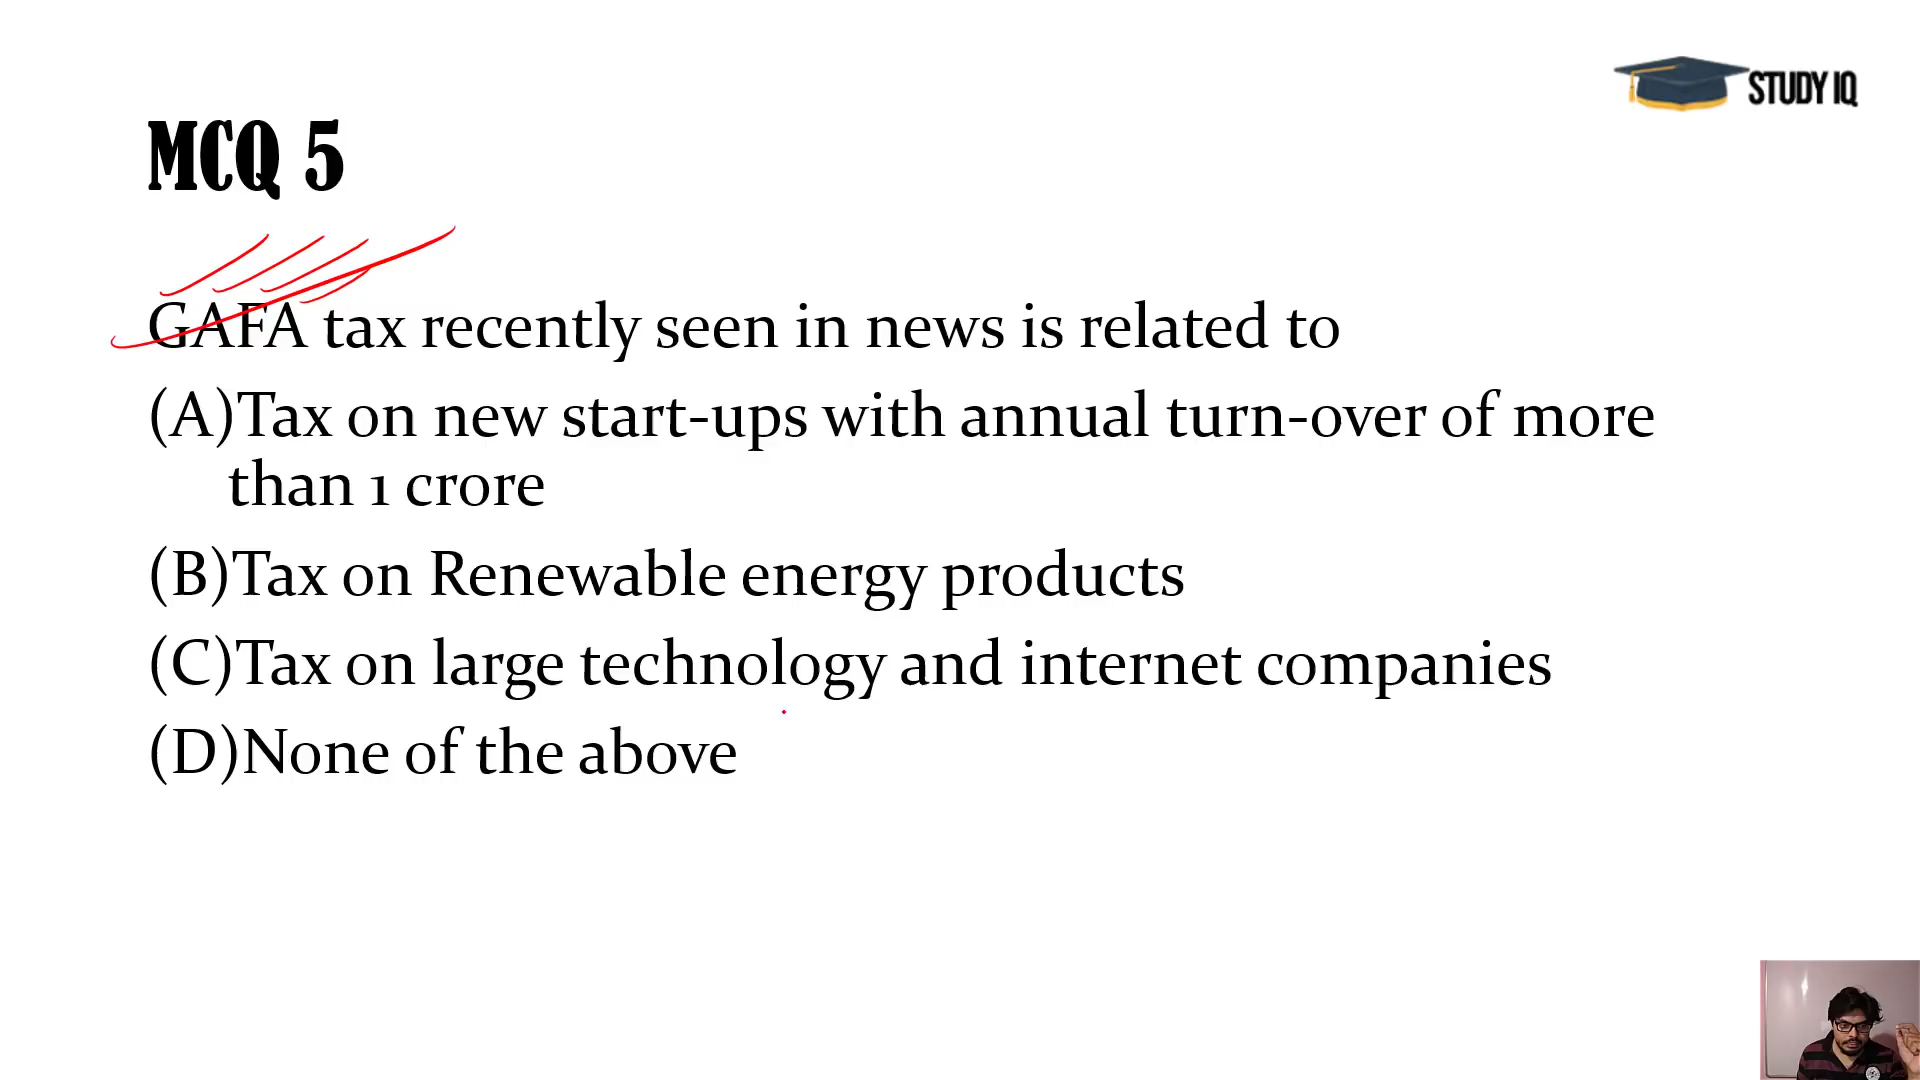 STUDY IQ
MCQ 5
GAFA tax recently seen in news is related to
(A)Tax on new start-ups with annual turn-over of more
than 1 crore
(B)Tax on Renewable energy products
(C)Tax on large technology and internet companies
(D)None of the above